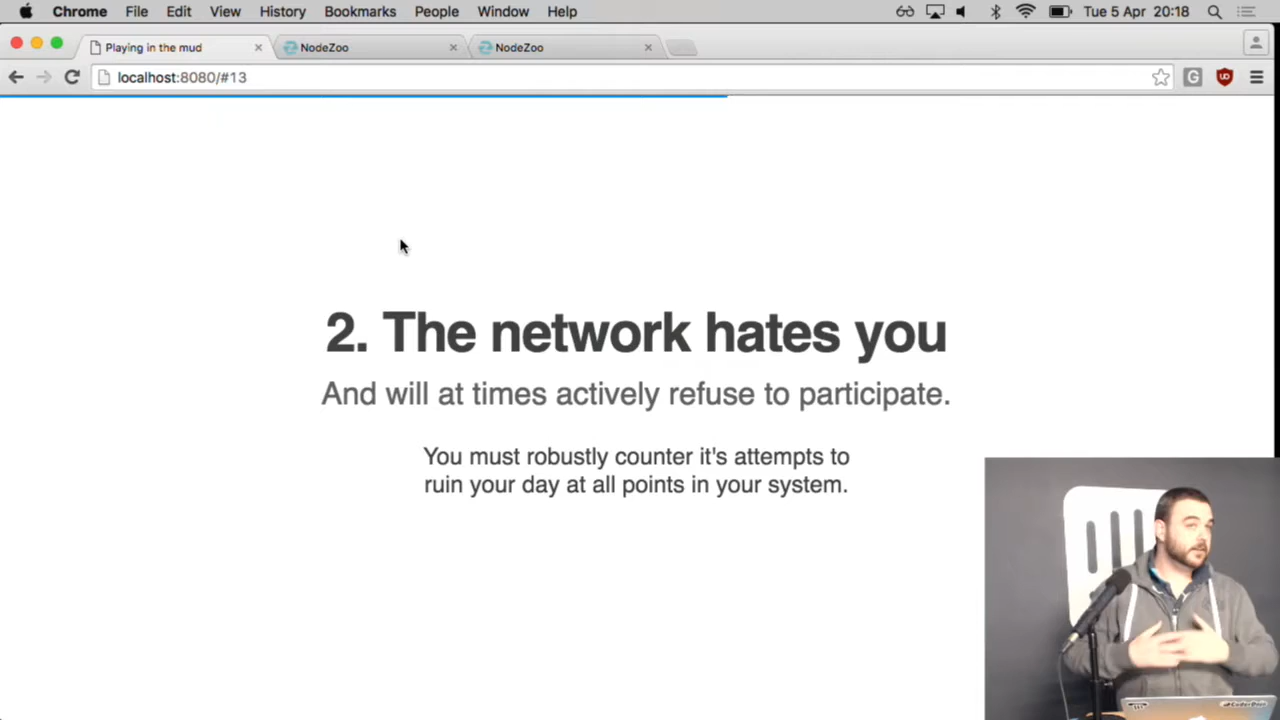 Chrome File Edit View History Bookmarks People Window Help Tue 5 Apr 20:18
Playing in the mud NodeZoo NodeZoo
localhost:8080/#13
2. The network hates you
And will at times actively refuse to participate.
You must robustly counter it's attempts to
ruin your day at all points in your system.